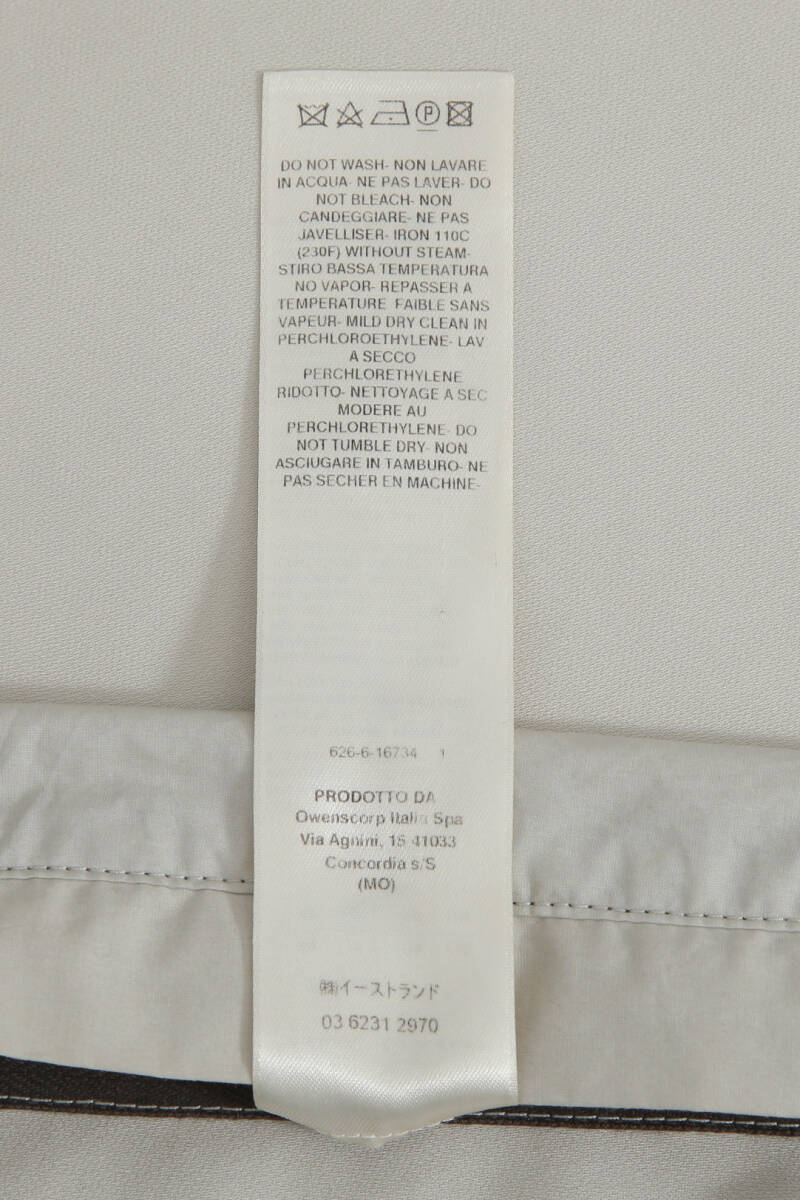 P
DO NOT WASH- NON LAVARE
IN ACQUA- NE PAS LAVER- DO
NOT BLEACH- NON
CANDEGGIARE- NE PAS
JAVELLISER- IRON 110C
(230F) WITHOUT STEAM-
STIRO BASSA TEMPERATURA
NO VAPOR- REPASSER A
TEMPERATURE FAIBLE SANS
VAPEUR- MILD DRY CLEAN IN
PERCHLOROETHYLENE- LAV
A SECCO
PERCHLORETHYLENE
RIDOTTO- NETTOYAGE A SEC
MODERE AU
PERCHLORETHYLENE- DO
NOT TUMBLE DRY- NON
ASCIUGARE IN TAMBURO- NE
PAS SECHER EN MACHINE-
626-6-16734 1
PRODOTTO DA
Owenscorp Italia Spa
Via Agnini, 15 41033
Concordia s/S
(MO)
㈱イーストランド
03 6231 2970